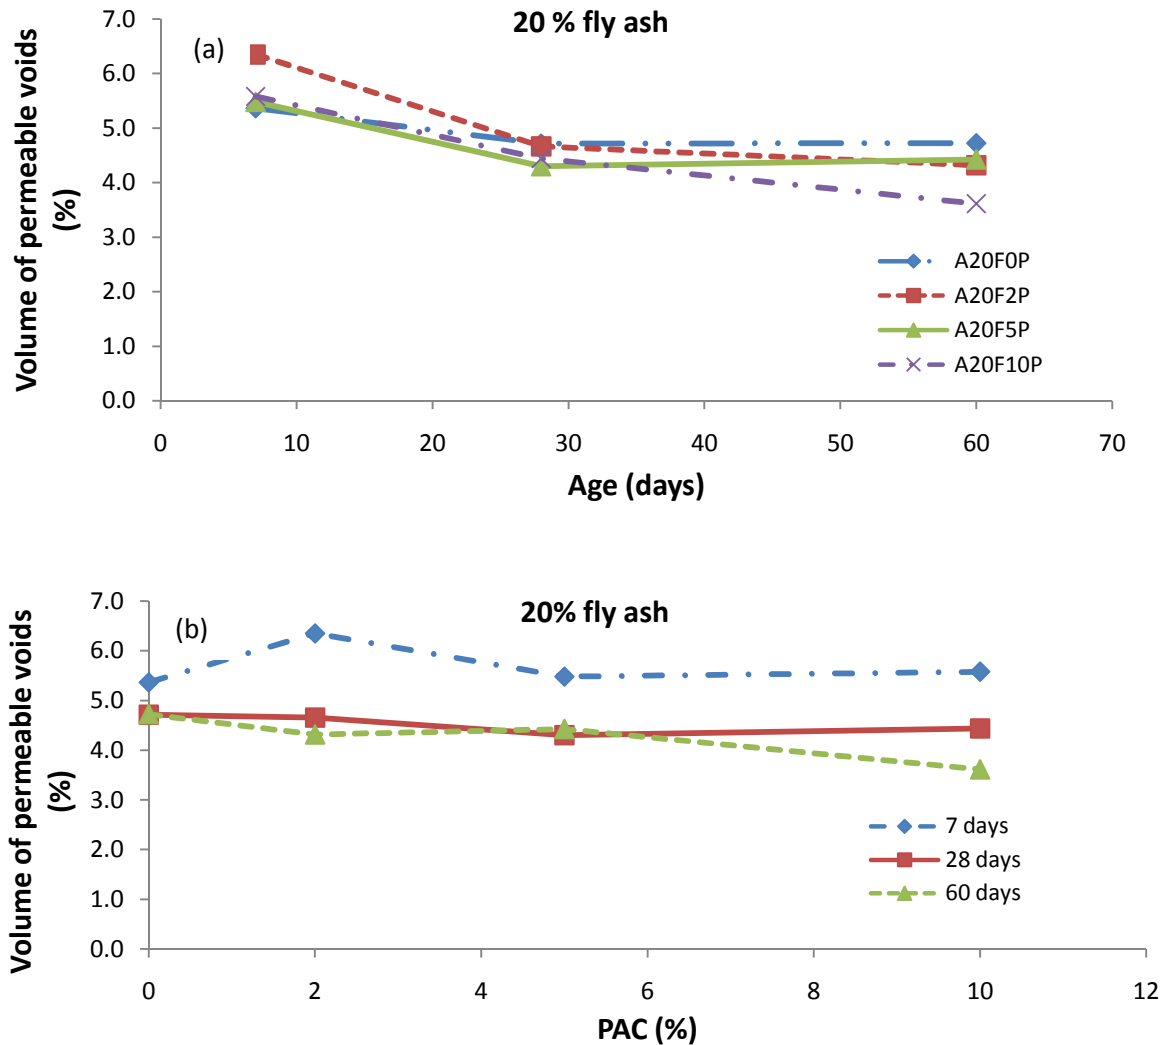 20 % fly ash
(a)
7.0
6.0
5.0
4.0
3.0
2.0
1.0
0.0
Volume of permeable voids
(%)
A20F0P
A20F2P
A20F5P
A20F10P
0 10 20 30 40 50 60 70
Age (days)
20% fly ash
(b)
7.0
6.0
5.0
4.0
3.0
2.0
1.0
0.0
Volume of permeable voids
(%)
7 days
28 days
60 days
0 2 4 6 8 10 12
PAC (%)